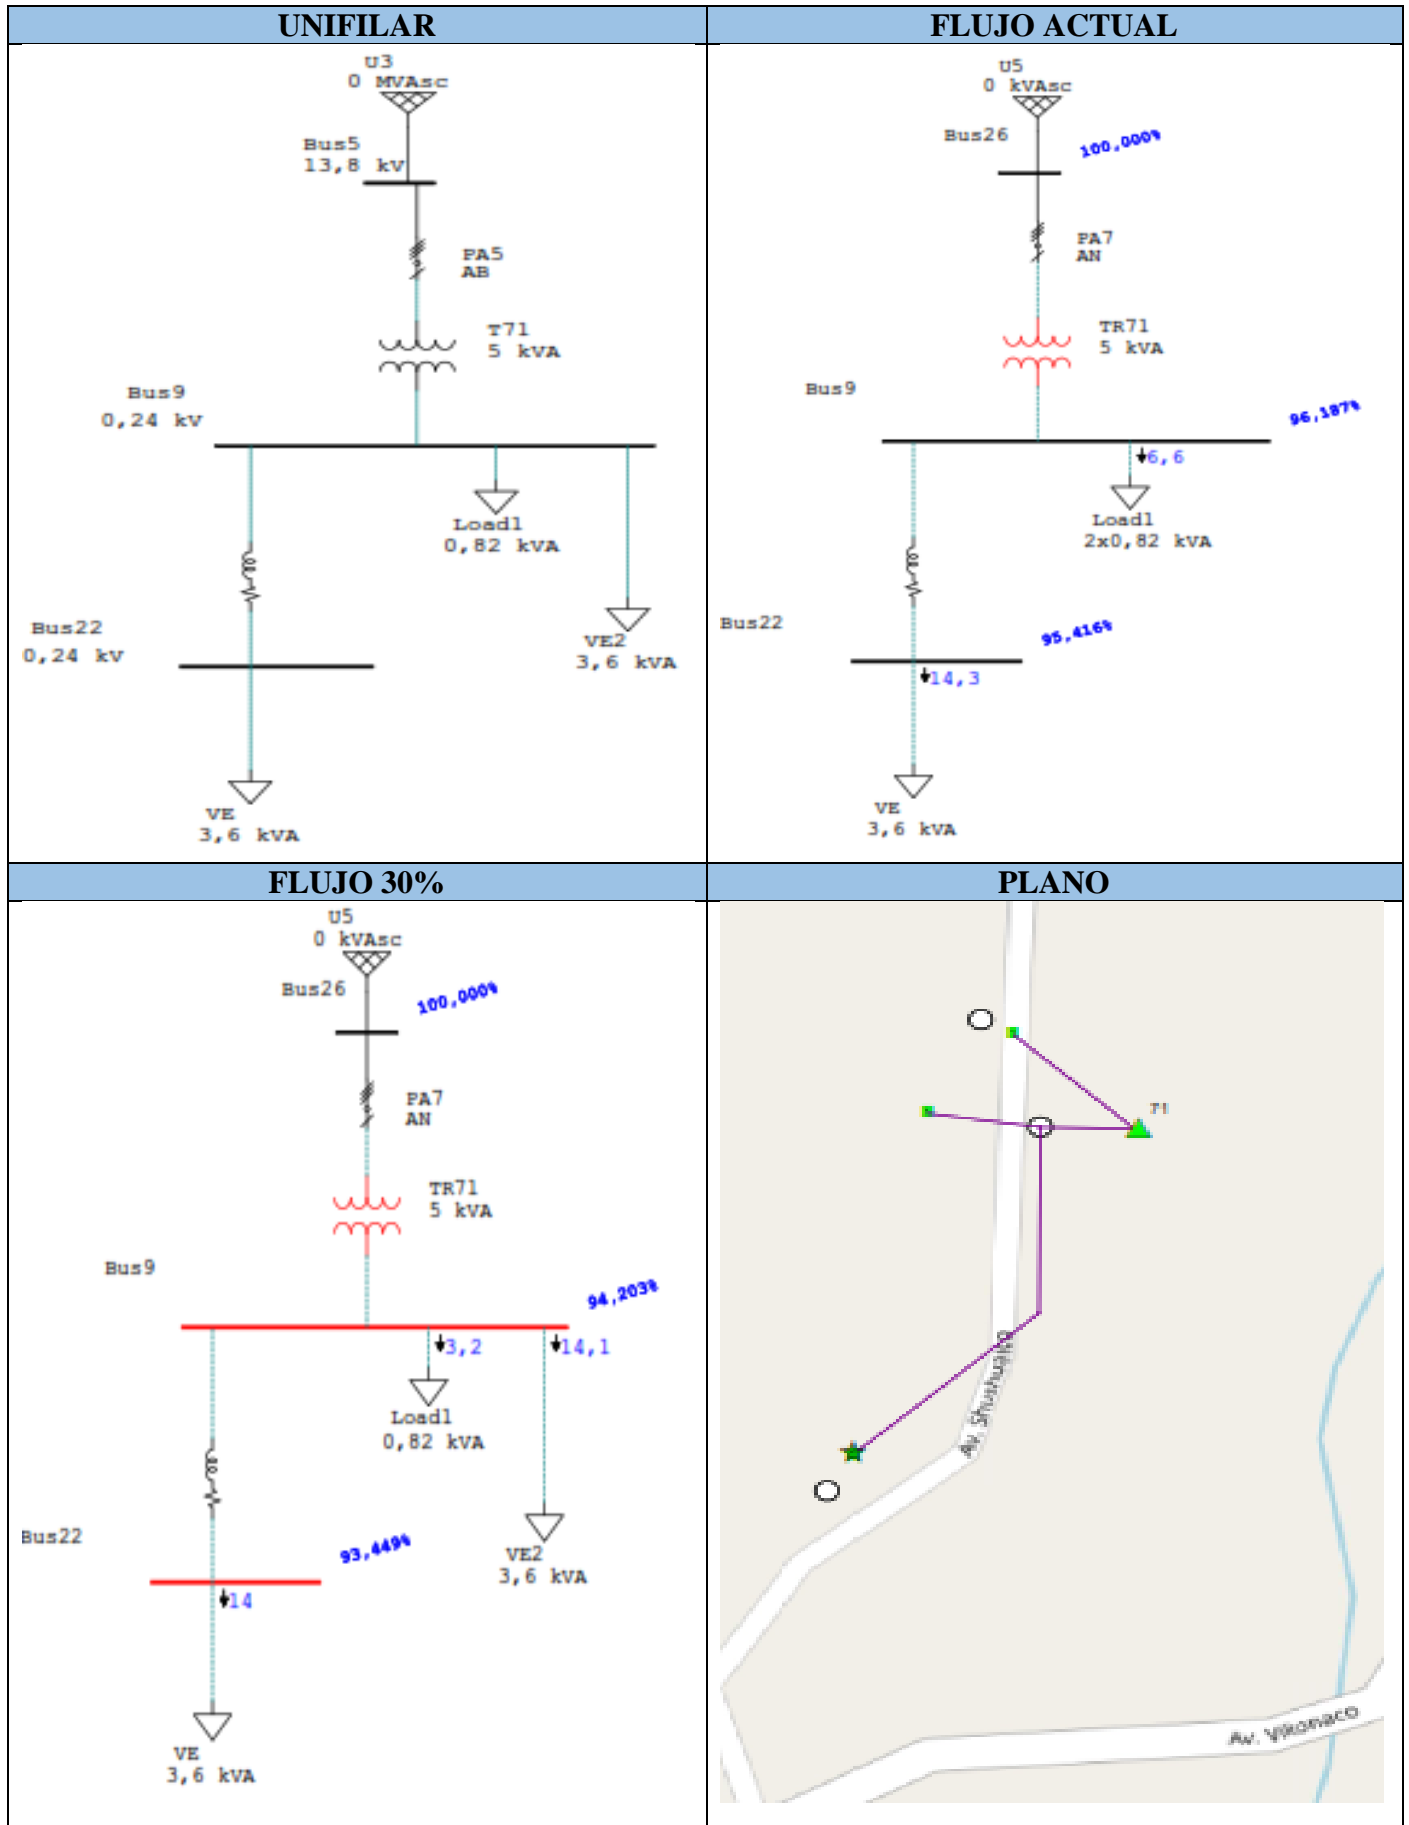 UNIFILAR
U3
0 MVAsc
Bus5
13,8 kV
PA5
AB
T71
5 kVA
Bus9
0,24 kV
Load1
0,82 kVA
VE2
3,6 kVA
Bus22
0,24 kV
VE
3,6 kVA
FLUJO ACTUAL
U5
0 kVAsc
Bus26
100,000%
PA7
AN
TR71
5 kVA
Bus9
96,187%
6,6
Load1
2x0,82 kVA
Bus22
95,416%
14,3
VE
3,6 kVA
FLUJO 30%
U5
0 kVAsc
Bus26
100,000%
PA7
AN
TR71
5 kVA
Bus9
94,203%
3,2
14,1
Load1
0,82 kVA
VE2
3,6 kVA
Bus22
93,449%
14
VE
3,6 kVA
PLANO
Av. Vikonaco